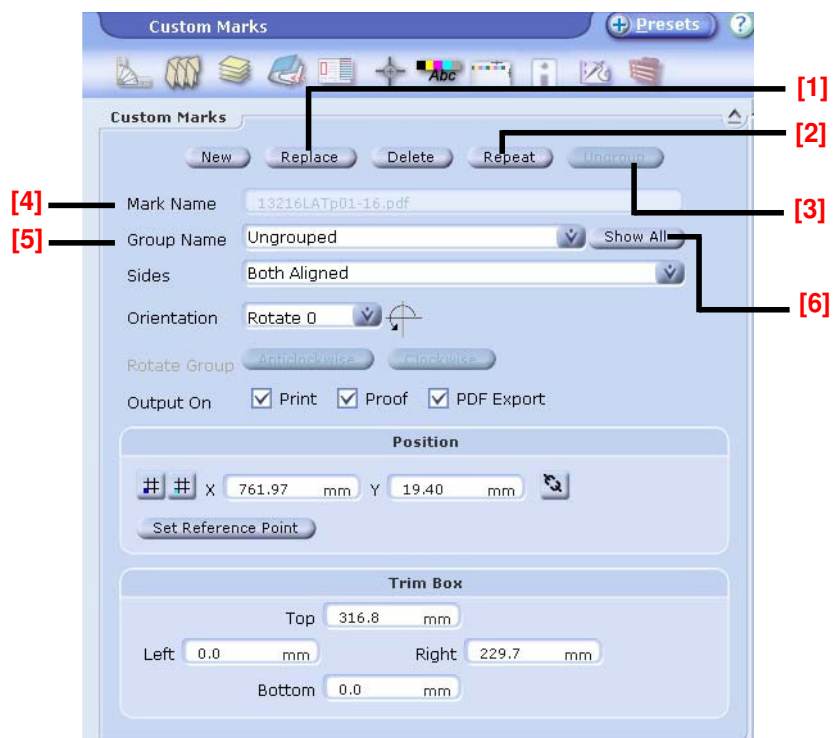 Custom Marks
Presets ?
Abc
[1]
Custom Marks
[2]
New Replace Delete Repeat Ungroup
[3]
[4] Mark Name 13216LATp01-16.pdf
[5] Group Name Ungrouped Show All
[6]
Sides Both Aligned
Orientation Rotate 0
Rotate Group Anticlockwise Clockwise
Output On Print Proof PDF Export
Position
X 761.97 mm Y 19.40 mm
Set Reference Point
Trim Box
Top 316.8 mm
Left 0.0 mm Right 229.7 mm
Bottom 0.0 mm